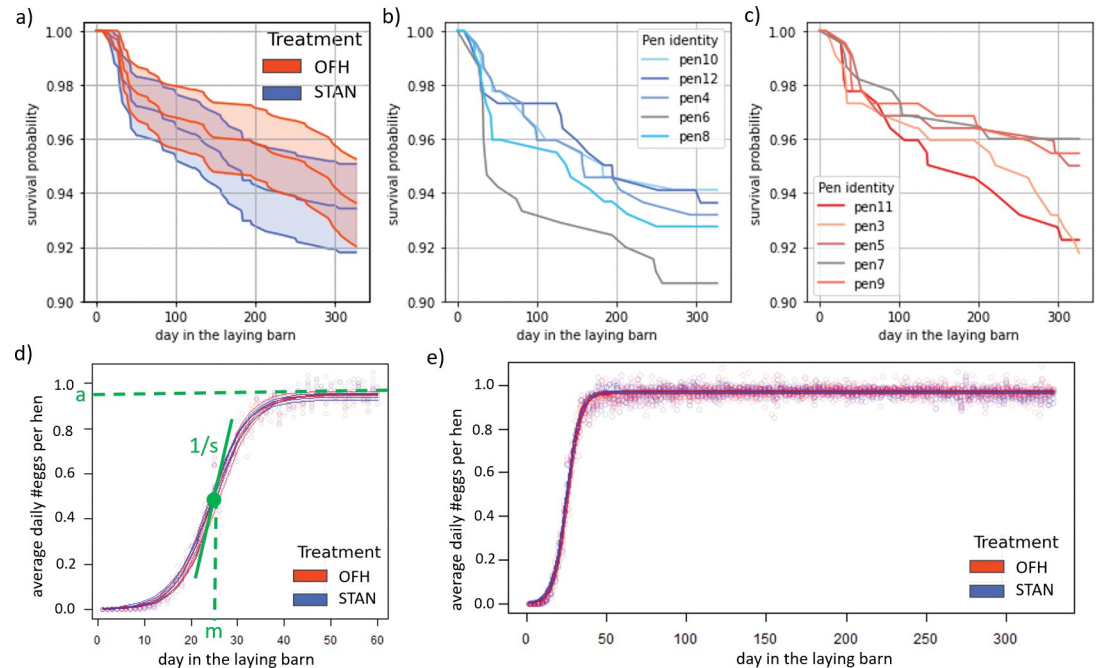 a)
1.00
0.98
0.96
0.94
0.92
0.90
survival probability
Treatment
OFH
STAN
0
100
200
300
day in the laying barn
b)
1.00
0.98
0.96
0.94
0.92
0.90
survival probability
Pen identity
pen10
pen12
pen4
pen6
pen8
0
100
200
300
day in the laying barn
c)
1.00
0.98
0.96
0.94
0.92
0.90
survival probability
Pen identity
pen11
pen3
pen5
pen7
pen9
0
100
200
300
day in the laying barn
d)
1.0
a
0.8
0.6
0.4
0.2
0.0
average daily #eggs per hen
1/s
Treatment
OFH
STAN
0
10
20
30
40
50
60
m
day in the laying barn
e)
1.0
0.8
0.6
0.4
0.2
0.0
average daily #eggs per hen
Treatment
OFH
STAN
0
50
100
150
200
250
300
day in the laying barn